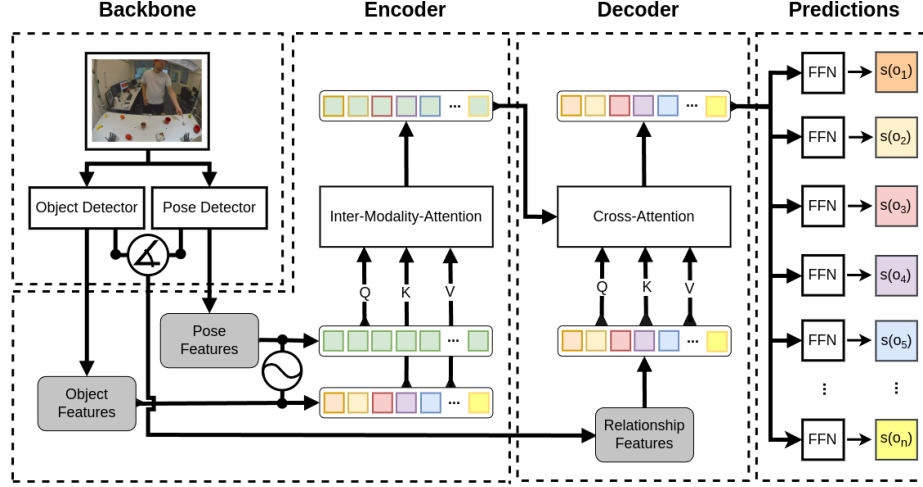 Backbone
Encoder
Decoder
Predictions
Object Detector
Pose Detector
Inter-Modality-Attention
Cross-Attention
Q
K
V
Q
K
V
Pose
Features
Object
Features
Relationship
Features
...
...
...
...
...
FFN
s(o1)
FFN
s(o2)
FFN
s(o3)
FFN
s(o4)
FFN
s(o5)
...
...
FFN
s(on)